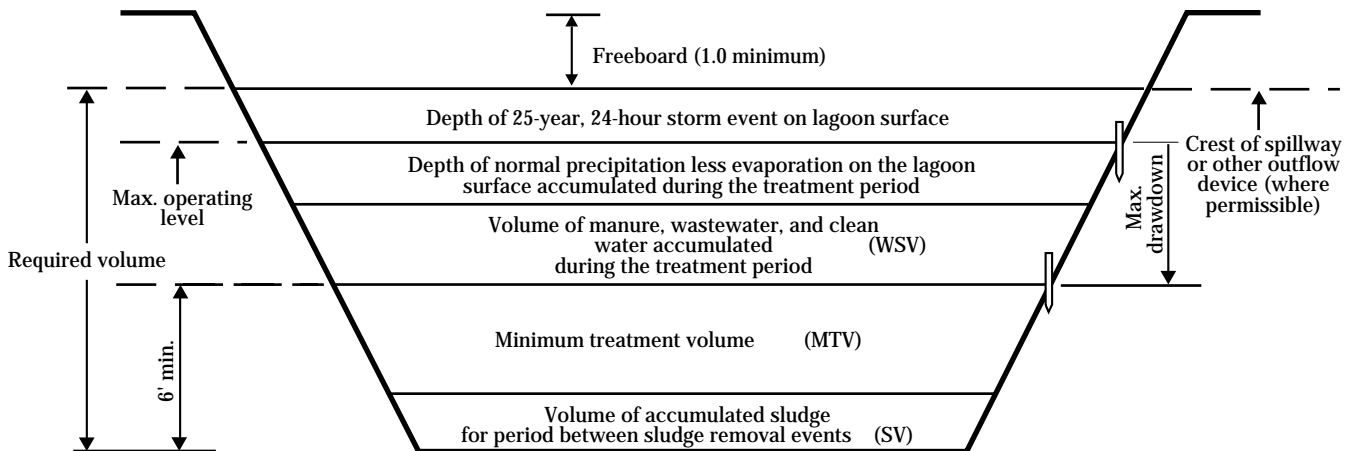 Freeboard (1.0 minimum)
Depth of 25-year, 24-hour storm event on lagoon surface
Depth of normal precipitation less evaporation on the lagoon
surface accumulated during the treatment period
Volume of manure, wastewater, and clean
water accumulated (WSV)
during the treatment period
Minimum treatment volume (MTV)
Volume of accumulated sludge
for period between sludge removal events (SV)
Max. operating
level
Required volume
6' min.
Max.
drawdown
Crest of spillway
or other outflow
device (where
permissible)